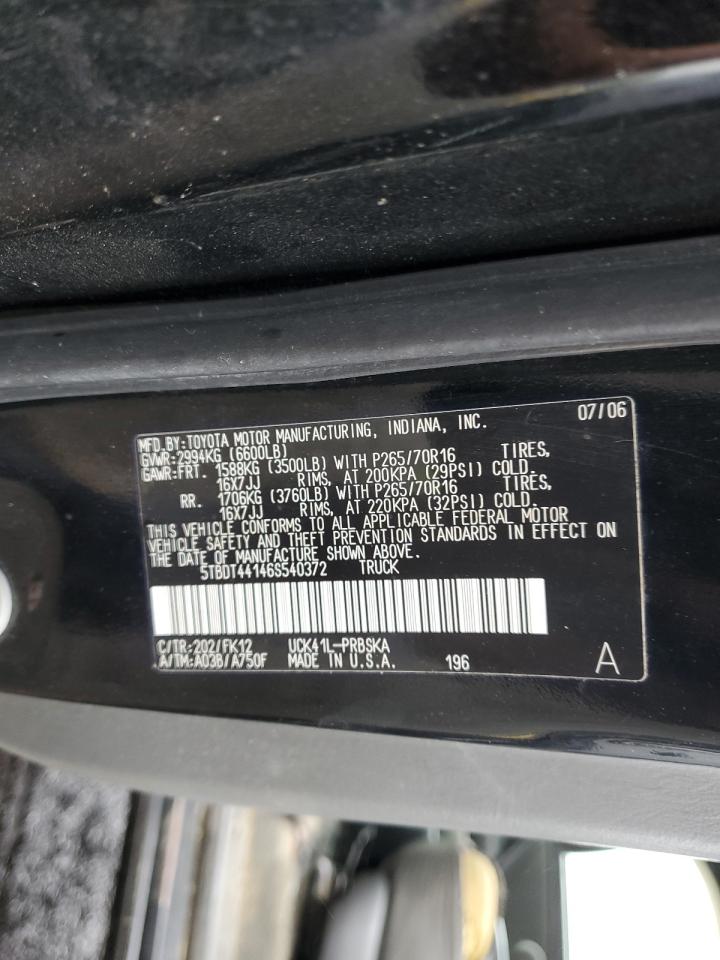 MFD.BY:TOYOTA MOTOR MANUFACTURING, INDIANA, INC. 07/06
GVWR:2994KG (6600LB)
GAWR:FRT. 1588KG (3500LB) WITH P265/70R16 TIRES,
16X7JJ RIMS, AT 200KPA (29PSI) COLD.
RR. 1706KG (3760LB) WITH P265/70R16 TIRES,
16X7JJ RIMS, AT 220KPA (32PSI) COLD.
THIS VEHICLE CONFORMS TO ALL APPLICABLE FEDERAL MOTOR
VEHICLE SAFETY AND THEFT PREVENTION STANDARDS IN EFFECT ON
THE DATE OF MANUFACTURE SHOWN ABOVE.
5TBDT44146S540372 TRUCK
C/TR:202/FK12 UCK41L-PRBSKA
A/TM:A03B/A750F MADE IN U.S.A. 196 A